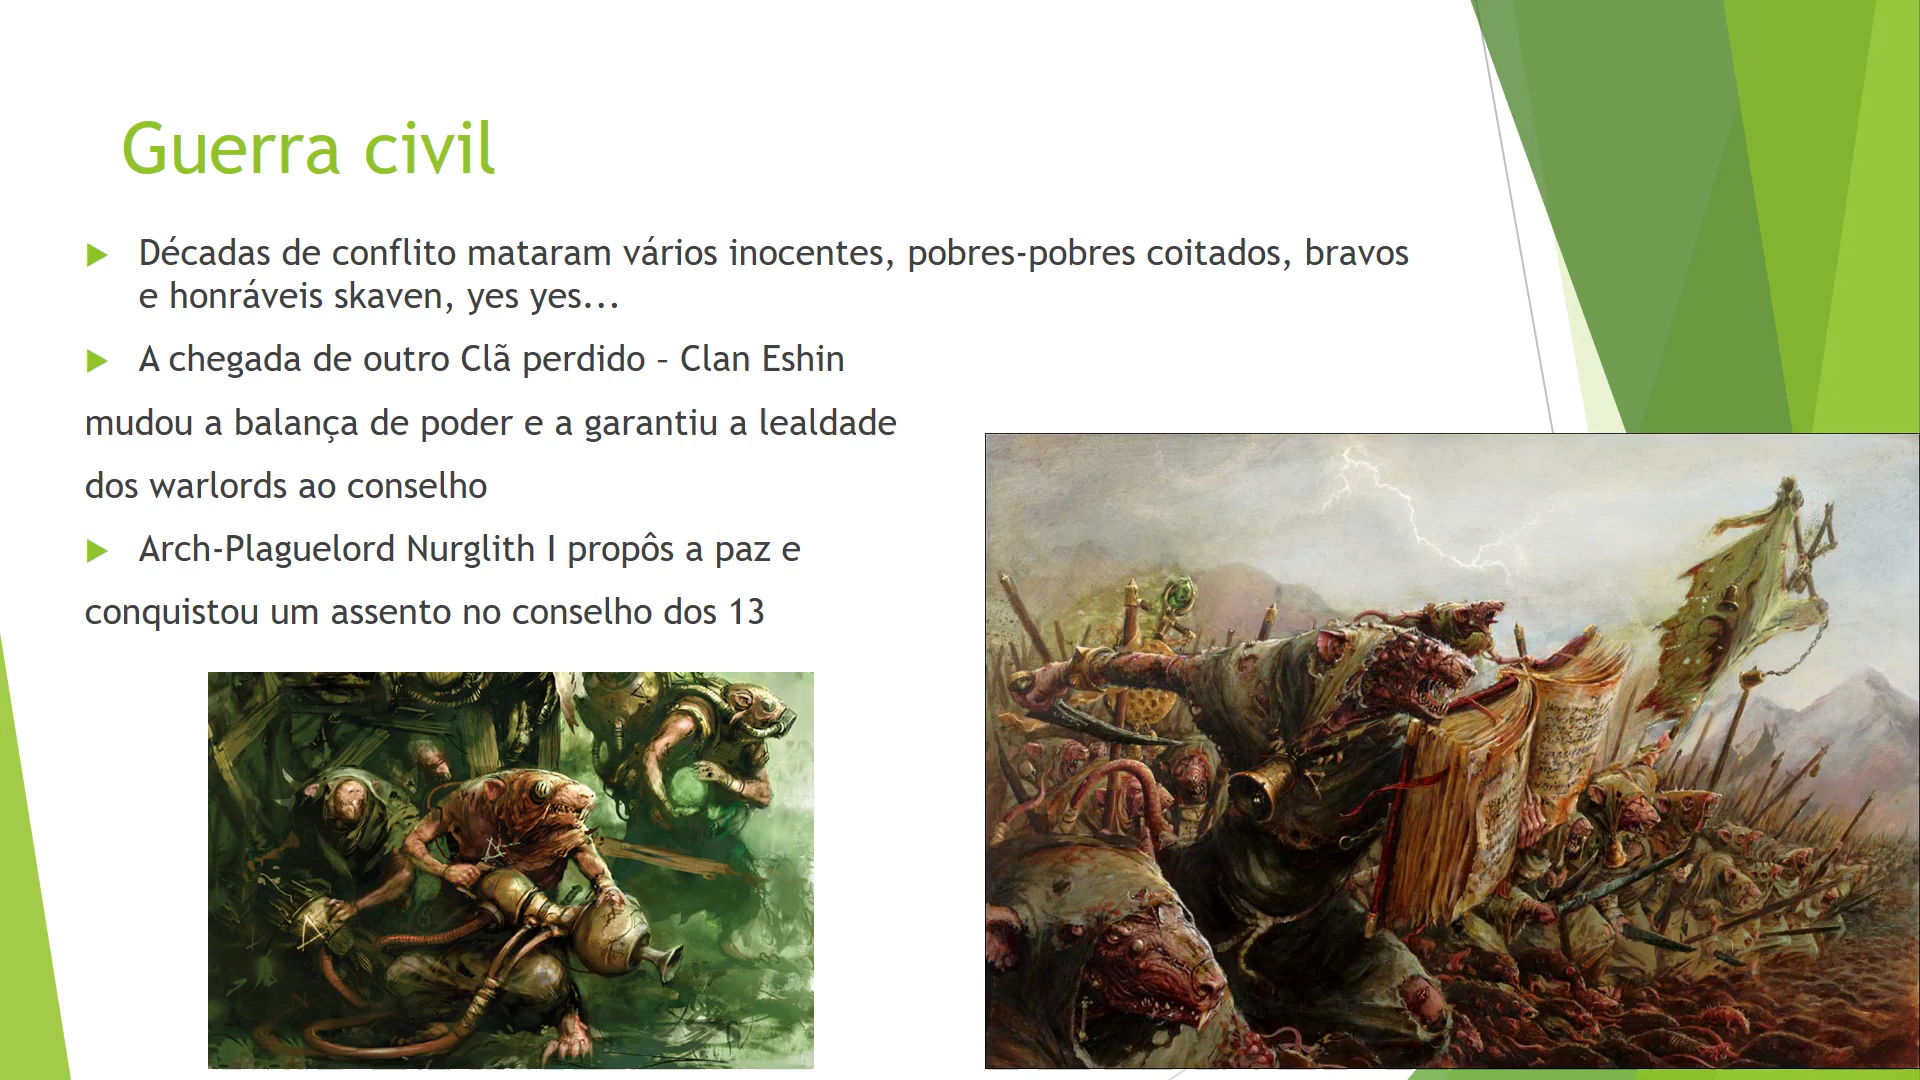 Guerra civil
Décadas de conflito mataram vários inocentes, pobres-pobres coitados, bravos
e honráveis skaven, yes yes...
A chegada de outro Clã perdido – Clan Eshin
mudou a balança de poder e a garantiu a lealdade
dos warlords ao conselho
Arch-Plaguelord Nurglith I propôs a paz e
conquistou um assento no conselho dos 13